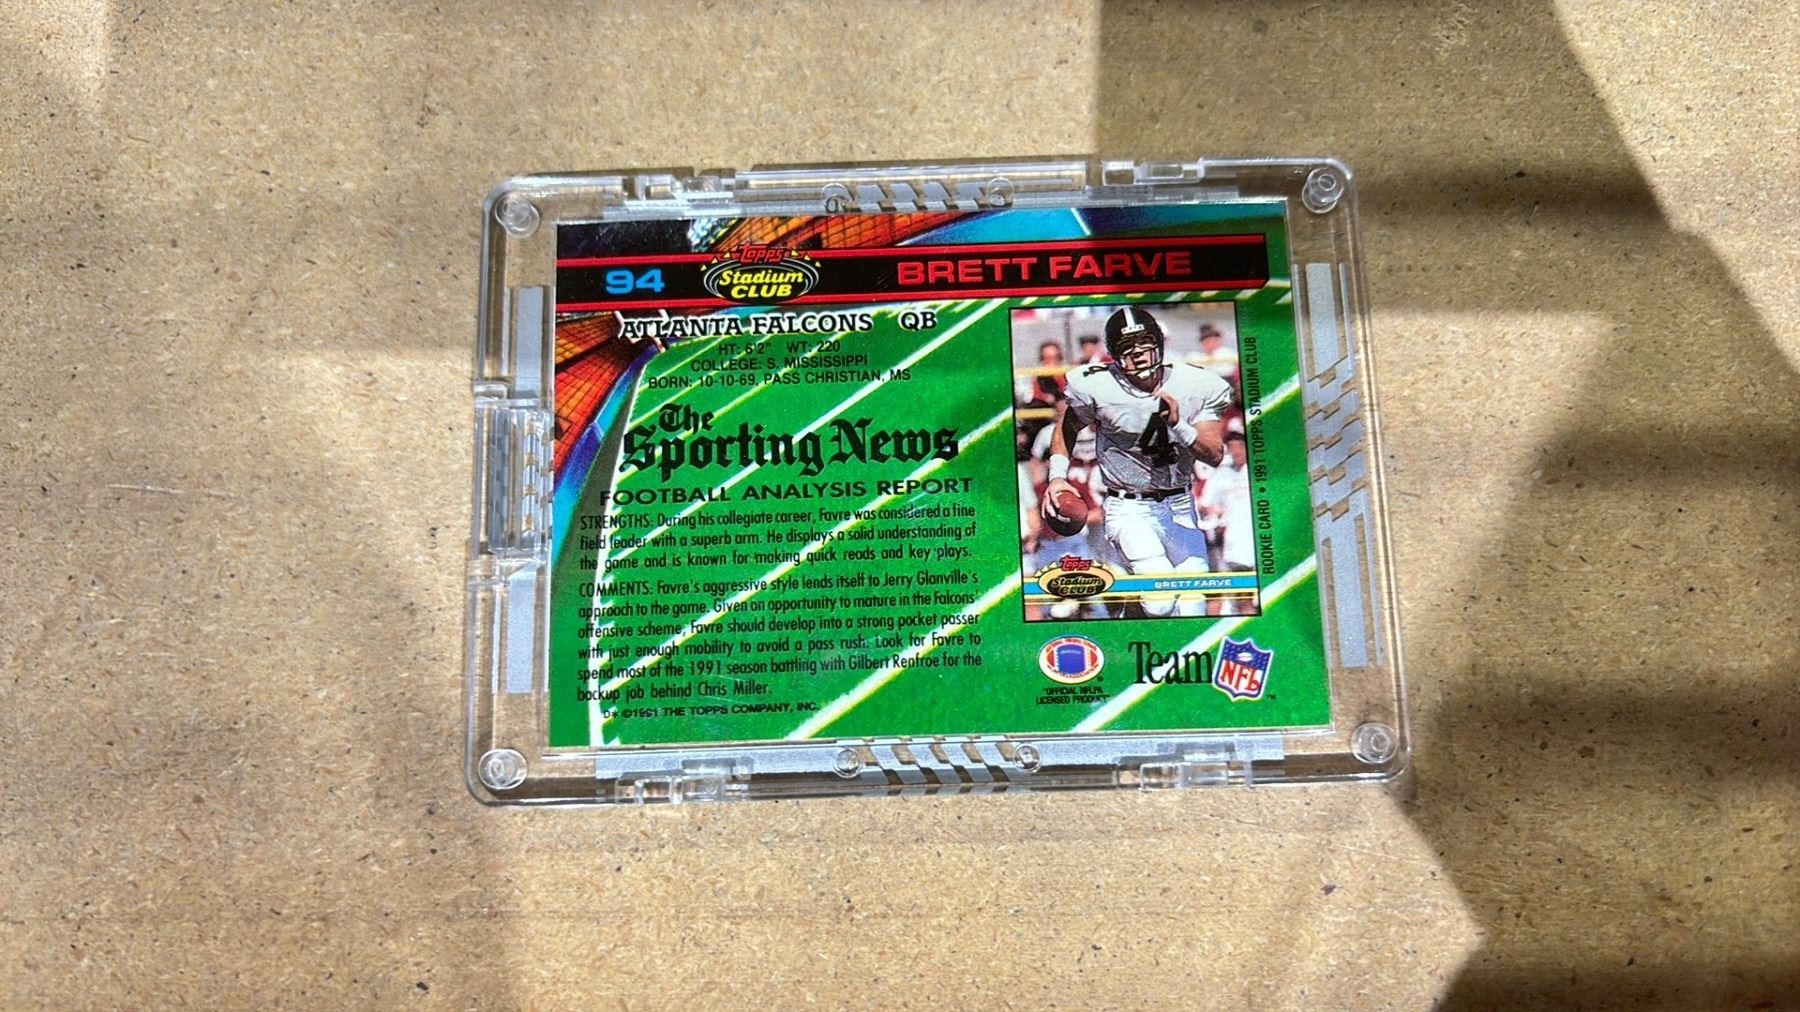 94
Topps
Stadium
CLUB
BRETT FARVE
ATLANTA FALCONS QB
HT: 6'2" WT: 220
COLLEGE: S. MISSISSIPPI
BORN: 10-10-69, PASS CHRISTIAN, MS
The
Sporting News
FOOTBALL ANALYSIS REPORT
STRENGTHS: During his collegiate career, Favre was considered a fine
field leader with a superb arm. He displays a solid understanding of
the game and is known for making quick reads and key plays.
COMMENTS: Favre's aggressive style lends itself to Jerry Glanville's
approach to the game. Given an opportunity to mature in the Falcons'
offensive scheme, Favre should develop into a strong pocket passer
with just enough mobility to avoid a pass rush. Look for Favre to
spend most of the 1991 season battling with Gilbert Renfroe for the
backup job behind Chris Miller.
D* ©1991 THE TOPPS COMPANY, INC.
4
4
Topps
Stadium
CLUB
BRETT FARVE
ROOKIE CARD • 1991 TOPPS STADIUM CLUB
"OFFICIAL NFLPA
LICENSED PRODUCT"
®
Team NFL
™